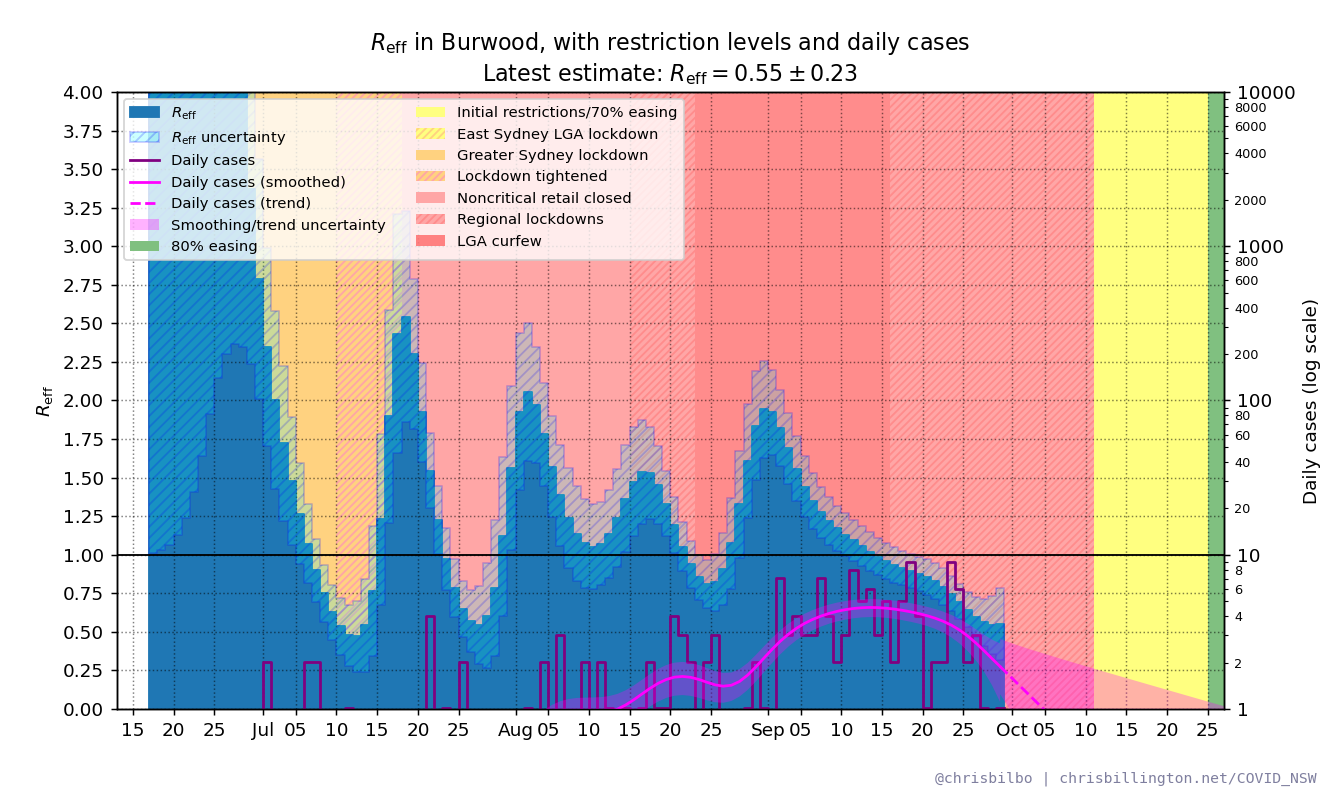 R_eff in Burwood, with restriction levels and daily cases
Latest estimate: R_eff = 0.55 ± 0.23
R_eff
R_eff uncertainty
Daily cases
Daily cases (smoothed)
Daily cases (trend)
Smoothing/trend uncertainty
80% easing
Initial restrictions/70% easing
East Sydney LGA lockdown
Greater Sydney lockdown
Lockdown tightened
Noncritical retail closed
Regional lockdowns
LGA curfew
R_eff
4.00
3.75
3.50
3.25
3.00
2.75
2.50
2.25
2.00
1.75
1.50
1.25
1.00
0.75
0.50
0.25
0.00
10000
8000
6000
4000
2000
1000
800
600
400
200
100
80
60
40
20
10
8
6
4
2
1
Daily cases (log scale)
15 20 25 Jul 05 10 15 20 25 Aug 05 10 15 20 25 Sep 05 10 15 20 25 Oct 05 10 15 20 25
@chrisbilbo | chrisbillington.net/COVID_NSW